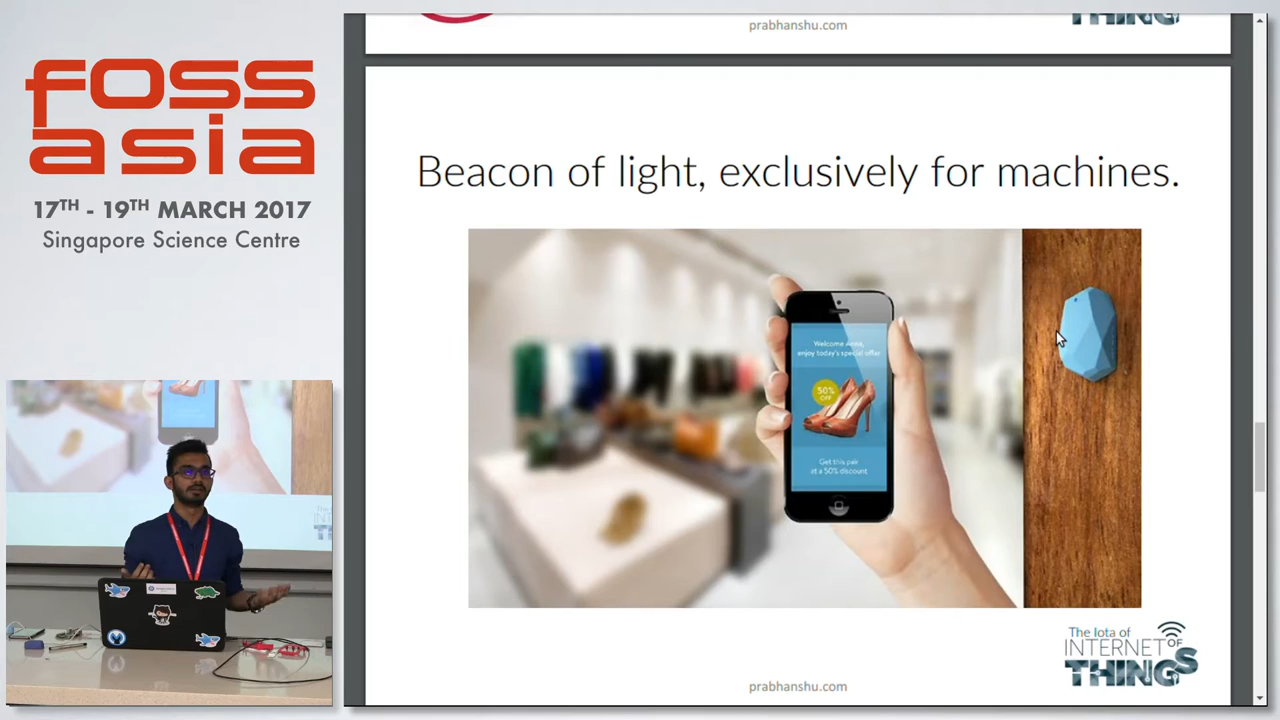 foss
asia
17TH - 19TH MARCH 2017
Singapore Science Centre
prabhanshu.com
THINGS
Beacon of light, exclusively for machines.
Welcome Anna,
enjoy today's special offer
50%
OFF
Get this pair
at a 50% discount
The Iota of
INTERNET OF
THINGS
prabhanshu.com